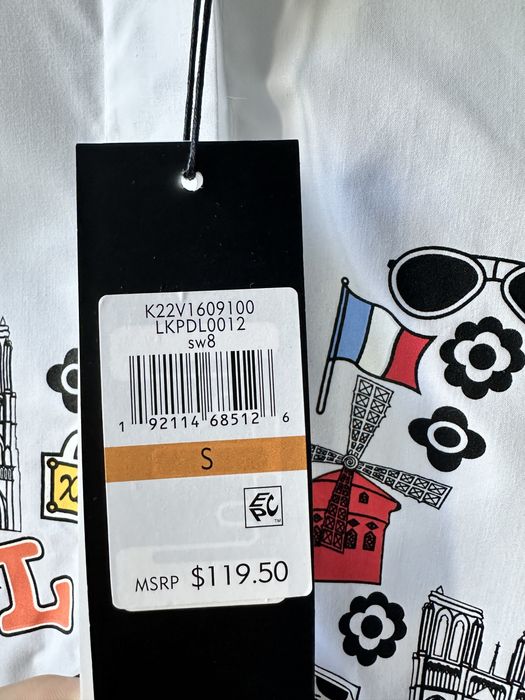 K22V1609100
LKPDL0012
sw8
1 92114 68512 6
S
EPC
TM
MSRP $119.50
x
L